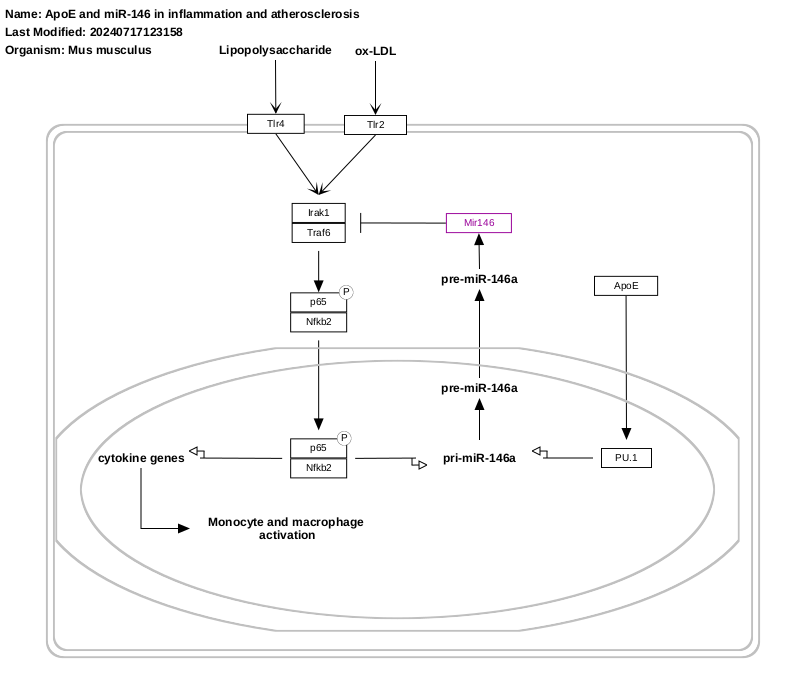 Name: ApoE and miR-146 in inflammation and atherosclerosis
Last Modified: 20240717123158
Organism: Mus musculus
Lipopolysaccharide
ox-LDL
Tlr4
Tlr2
Irak1
Traf6
Mir146
pre-miR-146a
ApoE
P
p65
Nfkb2
pre-miR-146a
P
p65
Nfkb2
cytokine genes
pri-miR-146a
PU.1
Monocyte and macrophage
activation